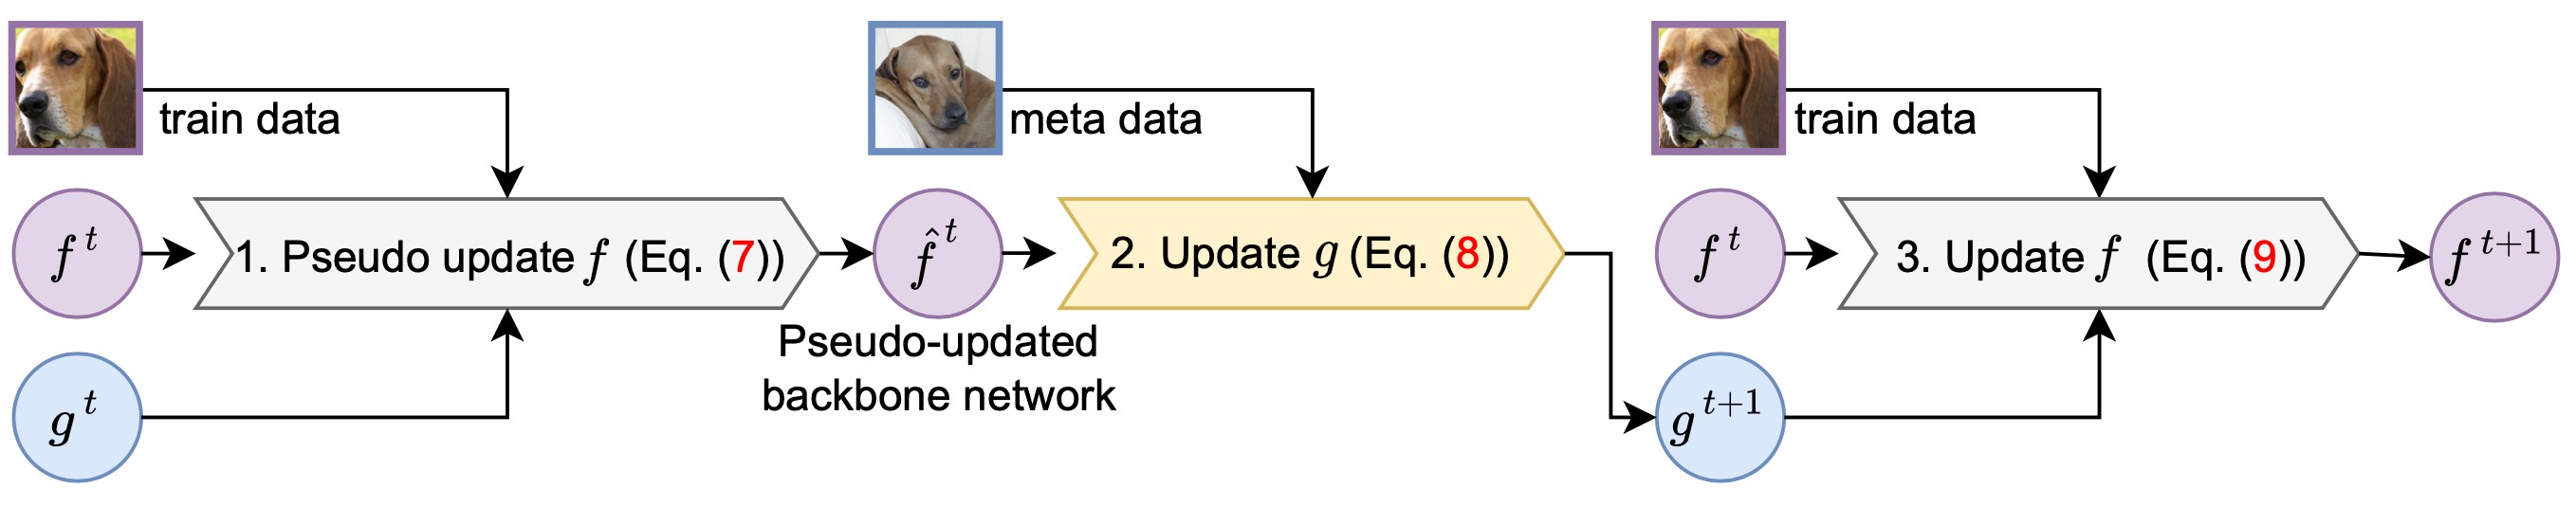 train data
meta data
train data
f^t
1. Pseudo update f (Eq. (7))
f̂^t
2. Update g (Eq. (8))
f^t
3. Update f (Eq. (9))
f^{t+1}
Pseudo-updated
backbone network
g^t
g^{t+1}